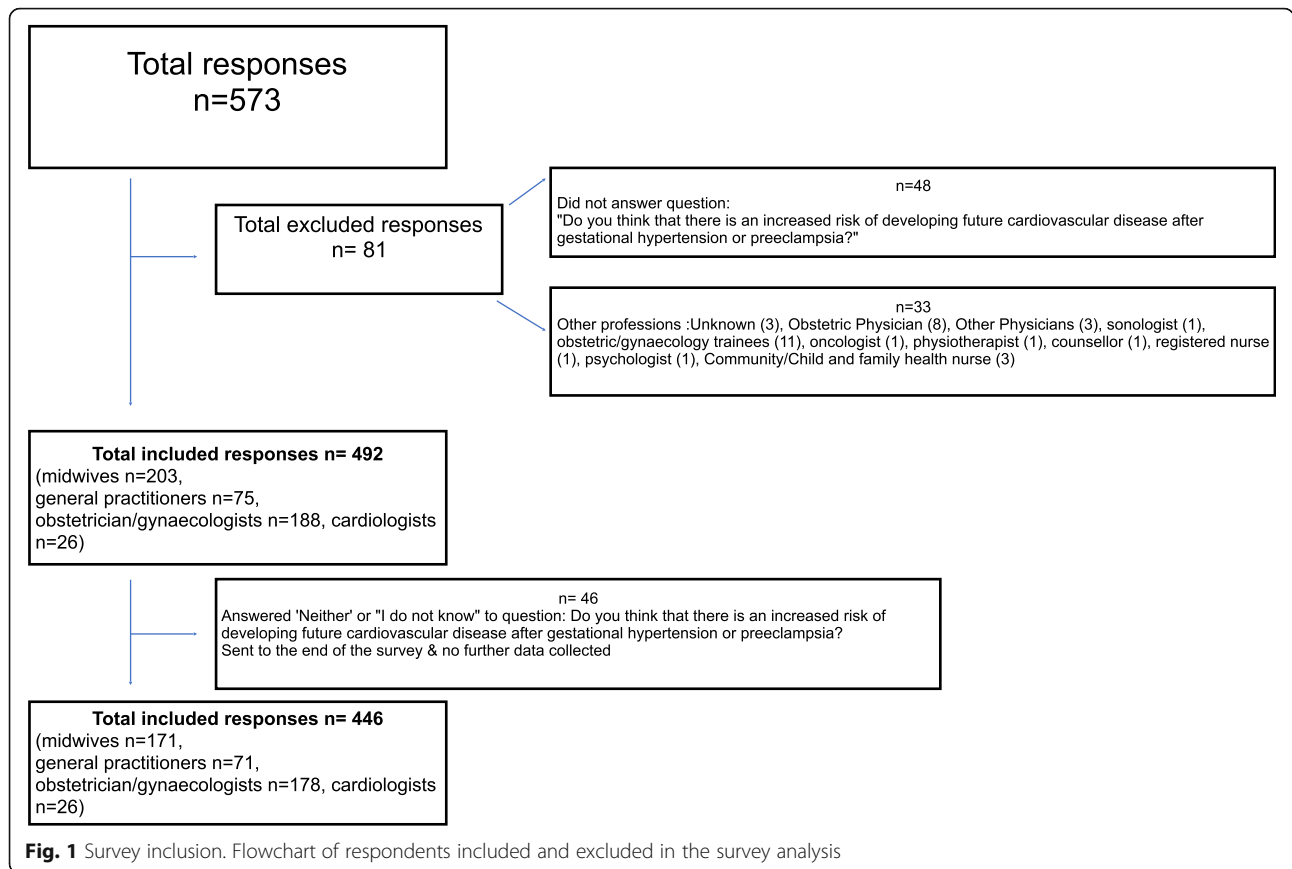 Total responses
n=573
Total excluded responses
n= 81
n=48
Did not answer question:
"Do you think that there is an increased risk of developing future cardiovascular disease after
gestational hypertension or preeclampsia?"
n=33
Other professions :Unknown (3), Obstetric Physician (8), Other Physicians (3), sonologist (1),
obstetric/gynaecology trainees (11), oncologist (1), physiotherapist (1), counsellor (1), registered nurse
(1), psychologist (1), Community/Child and family health nurse (3)
Total included responses n= 492
(midwives n=203,
general practitioners n=75,
obstetrician/gynaecologists n=188, cardiologists
n=26)
n= 46
Answered 'Neither' or "I do not know" to question: Do you think that there is an increased risk of
developing future cardiovascular disease after gestational hypertension or preeclampsia?
Sent to the end of the survey & no further data collected
Total included responses n= 446
(midwives n=171,
general practitioners n=71,
obstetrician/gynaecologists n=178, cardiologists
n=26)
Fig. 1 Survey inclusion. Flowchart of respondents included and excluded in the survey analysis